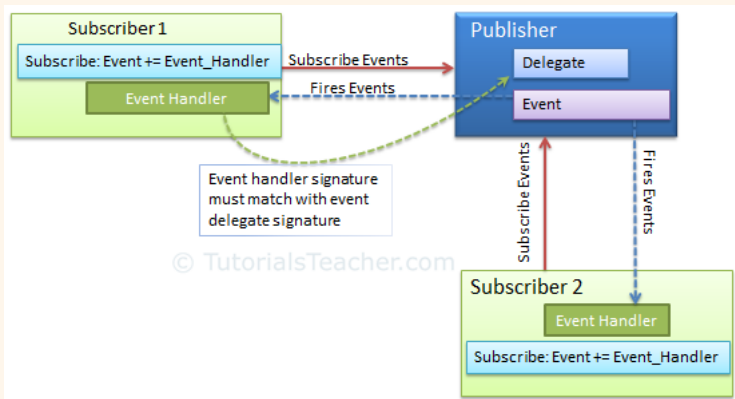 Subscriber 1
Subscribe: Event += Event_Handler
Event Handler
Subscribe Events
Fires Events
Publisher
Delegate
Event
Event handler signature
must match with event
delegate signature
Subscribe Events
Fires Events
© TutorialsTeacher.com
Subscriber 2
Event Handler
Subscribe: Event += Event_Handler